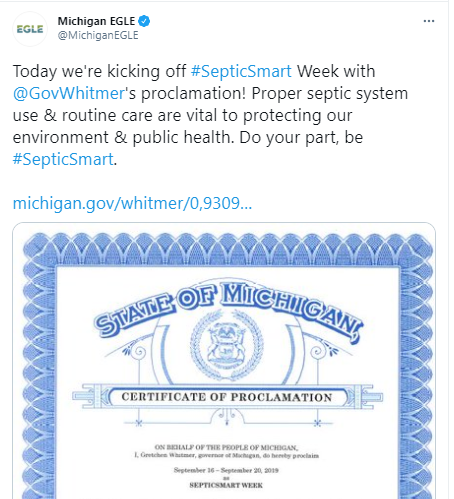 EGLE
Michigan EGLE
@MichiganEGLE
Today we're kicking off #SepticSmart Week with
@GovWhitmer's proclamation! Proper septic system
use & routine care are vital to protecting our
environment & public health. Do your part, be
#SepticSmart.
michigan.gov/whitmer/0,9309...
STATE OF MICHIGAN
CERTIFICATE OF PROCLAMATION
ON BEHALF OF THE PEOPLE OF MICHIGAN,
I, Gretchen Whitmer, governor of Michigan, do hereby proclaim
September 16 - September 20, 2019
as
SEPTICSMART WEEK